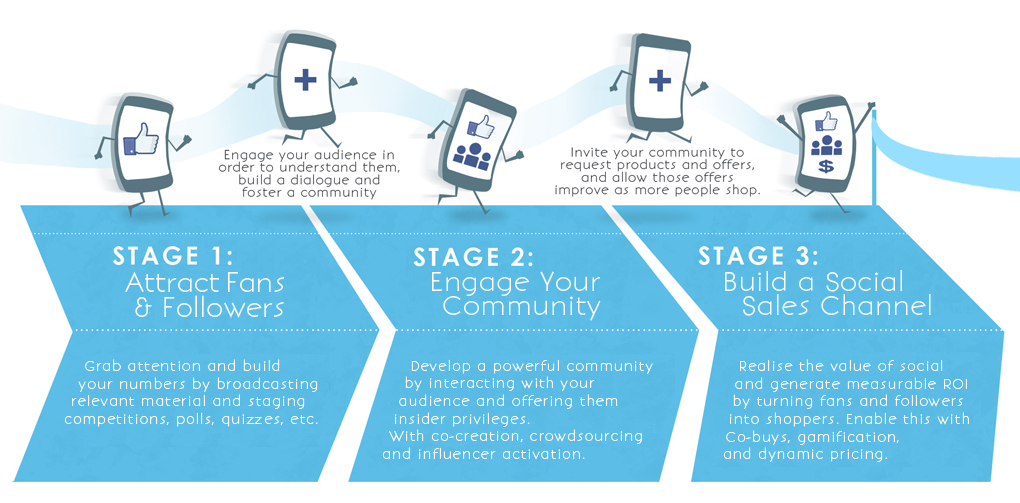 Engage your audience in
order to understand them,
build a dialogue and
foster a community
Invite your community to
request products and offers,
and allow those offers
improve as more people shop.
STAGE 1:
Attract Fans
& Followers
Grab attention and build
your numbers by broadcasting
relevant material and staging
competitions, polls, quizzes, etc.
STAGE 2:
Engage Your
Community
Develop a powerful community
by interacting with your
audience and offering them
insider privileges.
With co-creation, crowdsourcing
and influencer activation.
STAGE 3:
Build a Social
Sales Channel
Realise the value of social
and generate measurable ROI
by turning fans and followers
into shoppers. Enable this with
Co-buys, gamification,
and dynamic pricing.